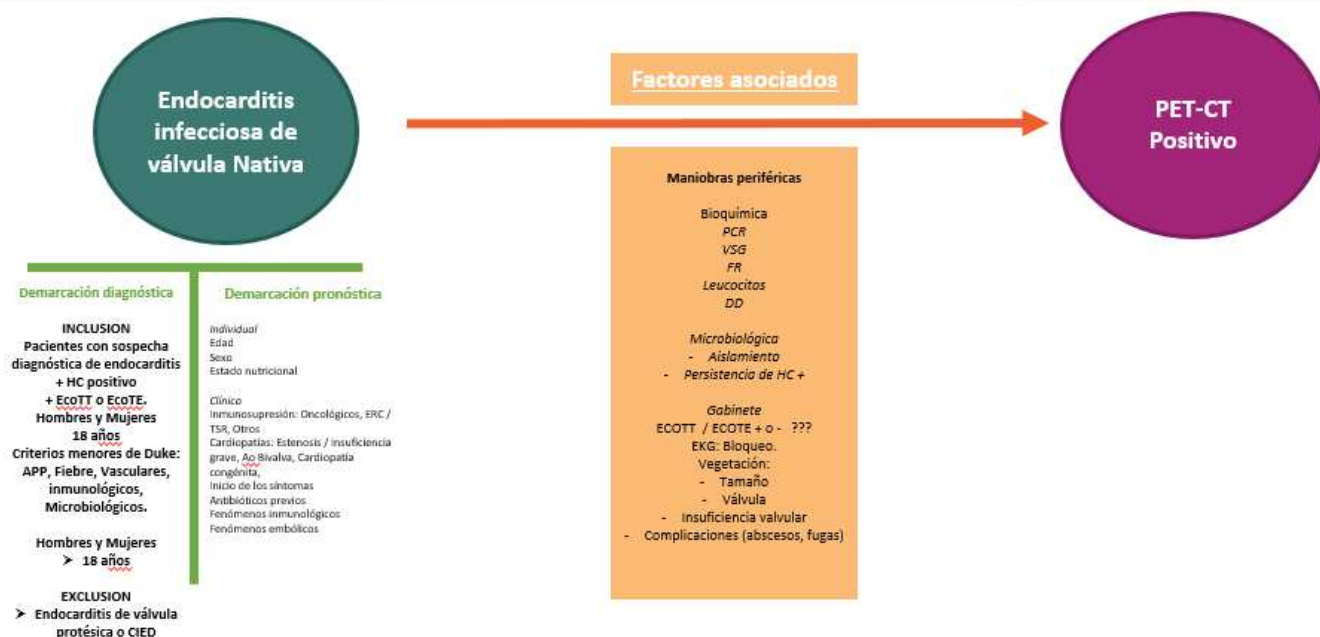 Endocarditis
infecciosa de
válvula Nativa
Factores asociados
PET-CT
Positivo
Demarcación diagnóstica
INCLUSION
Pacientes con sospecha
diagnóstica de endocarditis
+ HC positivo
+ EcoTT o EcoTE.
Hombres y Mujeres
18 años
Criterios menores de Duke:
APP, Fiebre, Vasculares,
inmunológicos,
Microbiológicos.
Hombres y Mujeres
➤ 18 años
EXCLUSION
➤ Endocarditis de válvula
protésica o CIED
Demarcación pronóstica
Individual
Edad
Sexo
Estado nutricional
Clínico
Inmunosupresión: Oncológicos, ERC /
TSR, Otros
Cardiopatías: Estenosis / insuficiencia
grave, Ao Bivalva, Cardiopatía
congénita,
Inicio de los síntomas
Antibióticos previos
Fenómenos inmunológicos
Fenómenos embólicos
Maniobras periféricas
Bioquímica
PCR
VSG
FR
Leucocitos
DD
Microbiológica
- Aislamiento
- Persistencia de HC +
Gabinete
ECOTT / ECOTE + o - ???
EKG: Bloqueo.
Vegetación:
- Tamaño
- Válvula
- Insuficiencia valvular
- Complicaciones (abscesos, fugas)